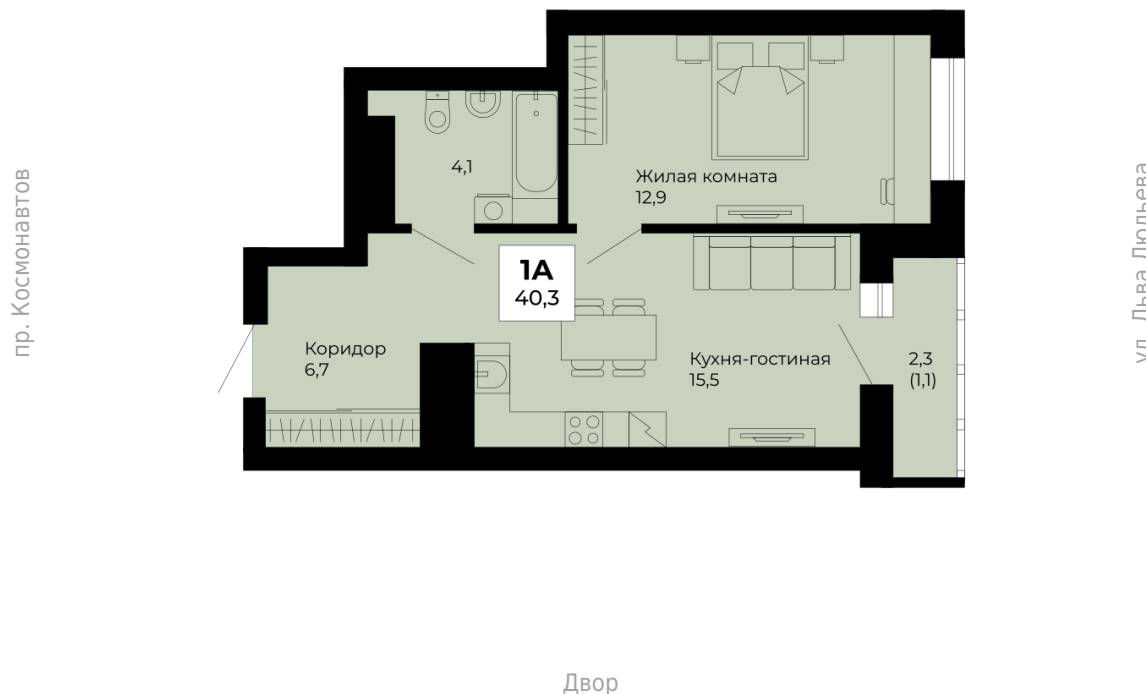 пр. Космонавтов
4,1
Жилая комната
12,9
1А
40,3
Коридор
6,7
Кухня-гостиная
15,5
2,3
(1,1)
Двор